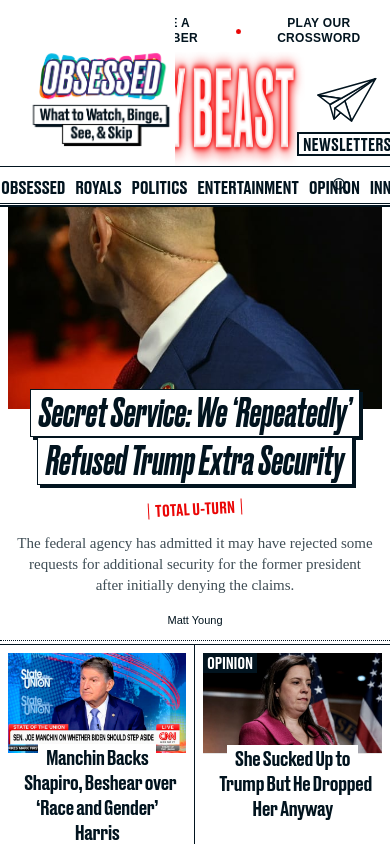 E A
BER
PLAY OUR
CROSSWORD
OBSESSED
What to Watch, Binge,
See, & Skip
Y BEAST
NEWSLETTERS
OBSESSED ROYALS POLITICS ENTERTAINMENT OPINION INN
Secret Service: We ‘Repeatedly’
Refused Trump Extra Security
TOTAL U-TURN
The federal agency has admitted it may have rejected some
requests for additional security for the former president
after initially denying the claims.
Matt Young
State of the
UNION
State
UNION
STATE OF THE UNION
SEN. JOE MANCHIN ON WHETHER BIDEN SHOULD STEP ASIDE
LIVE
CNN
Manchin Backs
Shapiro, Beshear over
‘Race and Gender’
Harris
OPINION
She Sucked Up to
Trump But He Dropped
Her Anyway